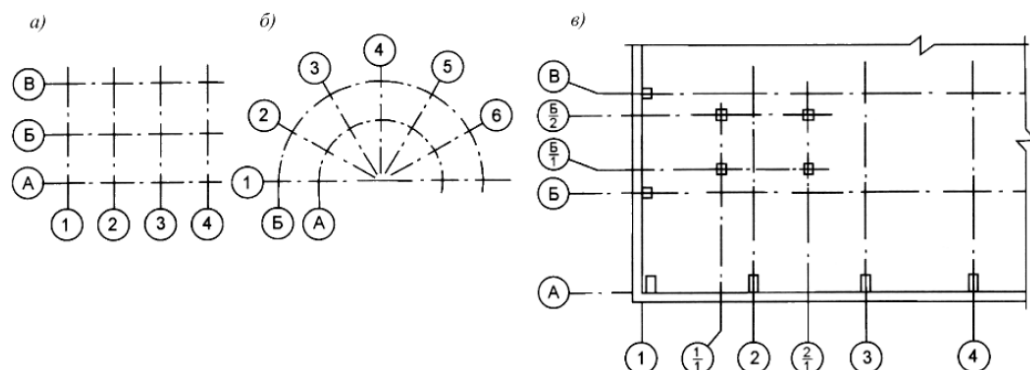 а)
В
Б
А
1 2 3 4
б)
1 2 3 4 5 6
Б А
в)
В
Б/2
Б/1
Б
А
1 1/1 2 2/1 3 4